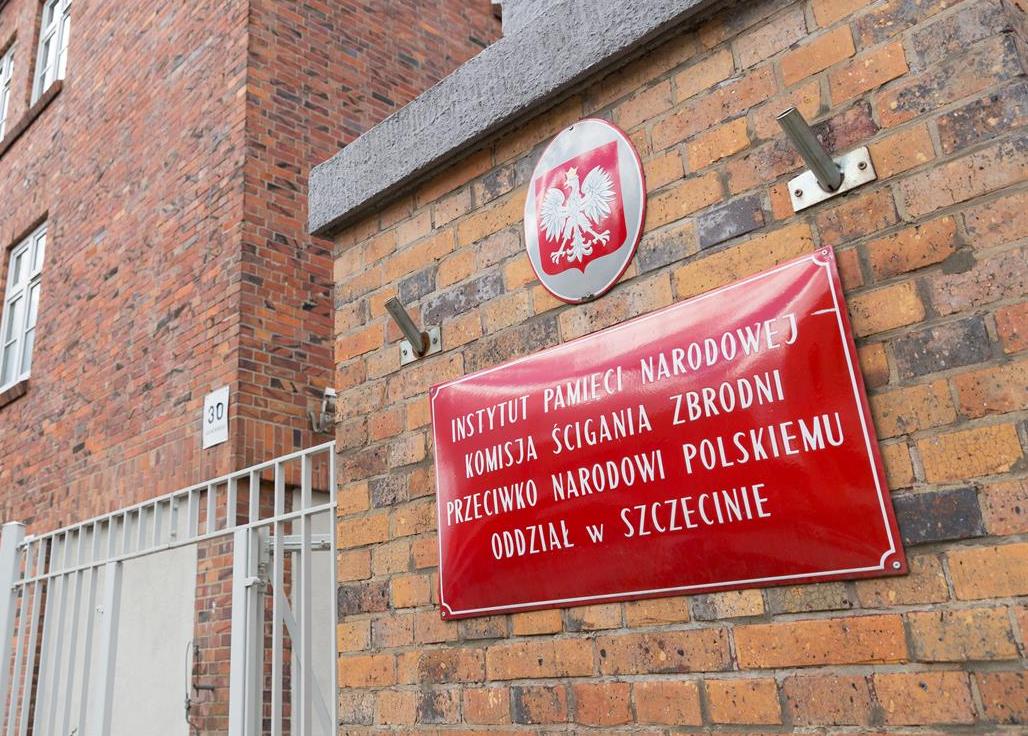 INSTYTUT PAMIĘCI NARODOWEJ
KOMISJA ŚCIGANIA ZBRODNI
PRZECIWKO NARODOWI POLSKIEMU
ODDZIAŁ w SZCZECINIE
30